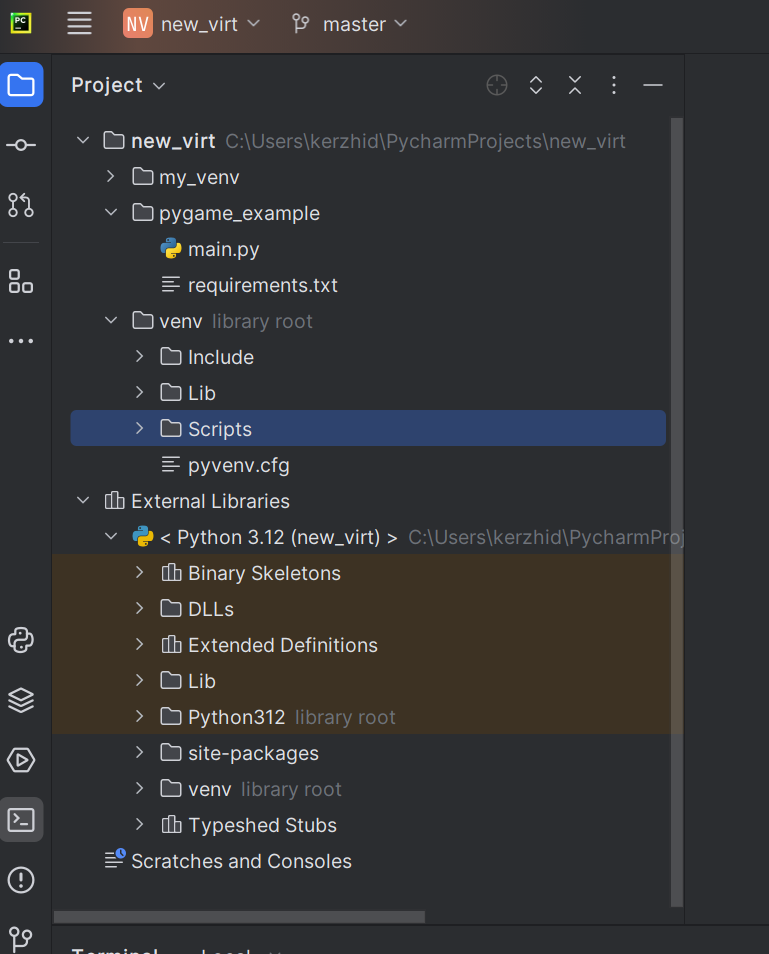 PC
NV new_virt master
Project
new_virt C:\Users\kerzhid\PycharmProjects\new_virt
my_venv
pygame_example
main.py
requirements.txt
venv library root
Include
Lib
Scripts
pyvenv.cfg
External Libraries
< Python 3.12 (new_virt) > C:\Users\kerzhid\PycharmProj
Binary Skeletons
DLLs
Extended Definitions
Lib
Python312 library root
site-packages
venv library root
Typeshed Stubs
Scratches and Consoles
Terminal Local